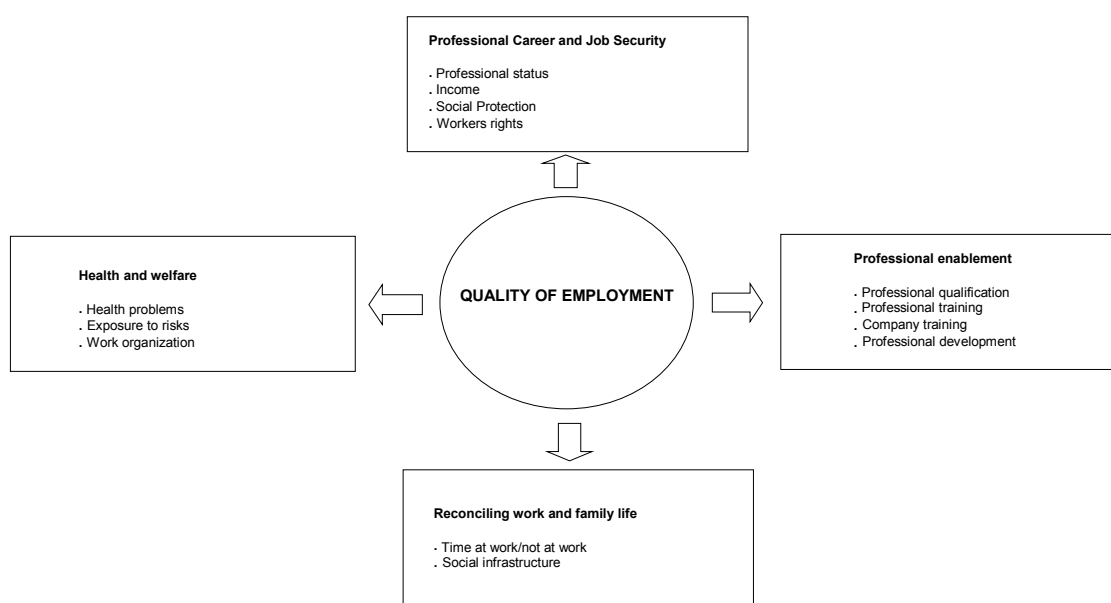 Professional Career and Job Security
. Professional status
. Income
. Social Protection
. Workers rights
Health and welfare
. Health problems
. Exposure to risks
. Work organization
QUALITY OF EMPLOYMENT
Professional enablement
. Professional qualification
. Professional training
. Company training
. Professional development
Reconciling work and family life
. Time at work/not at work
. Social infrastructure